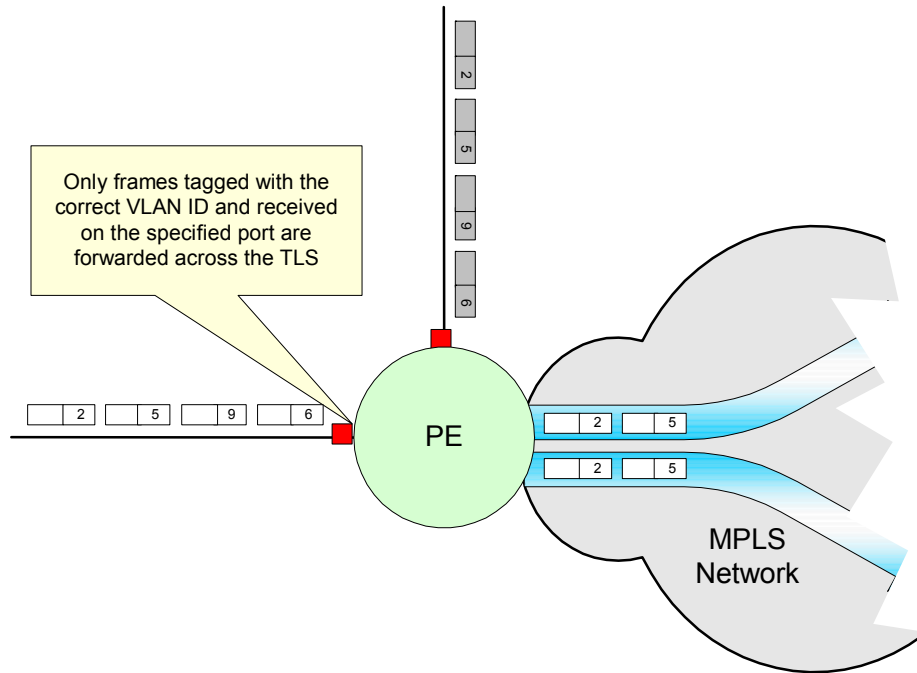 2
5
9
6
Only frames tagged with the
correct VLAN ID and received
on the specified port are
forwarded across the TLS
2 5 9 6
PE
2 5
2 5
MPLS
Network